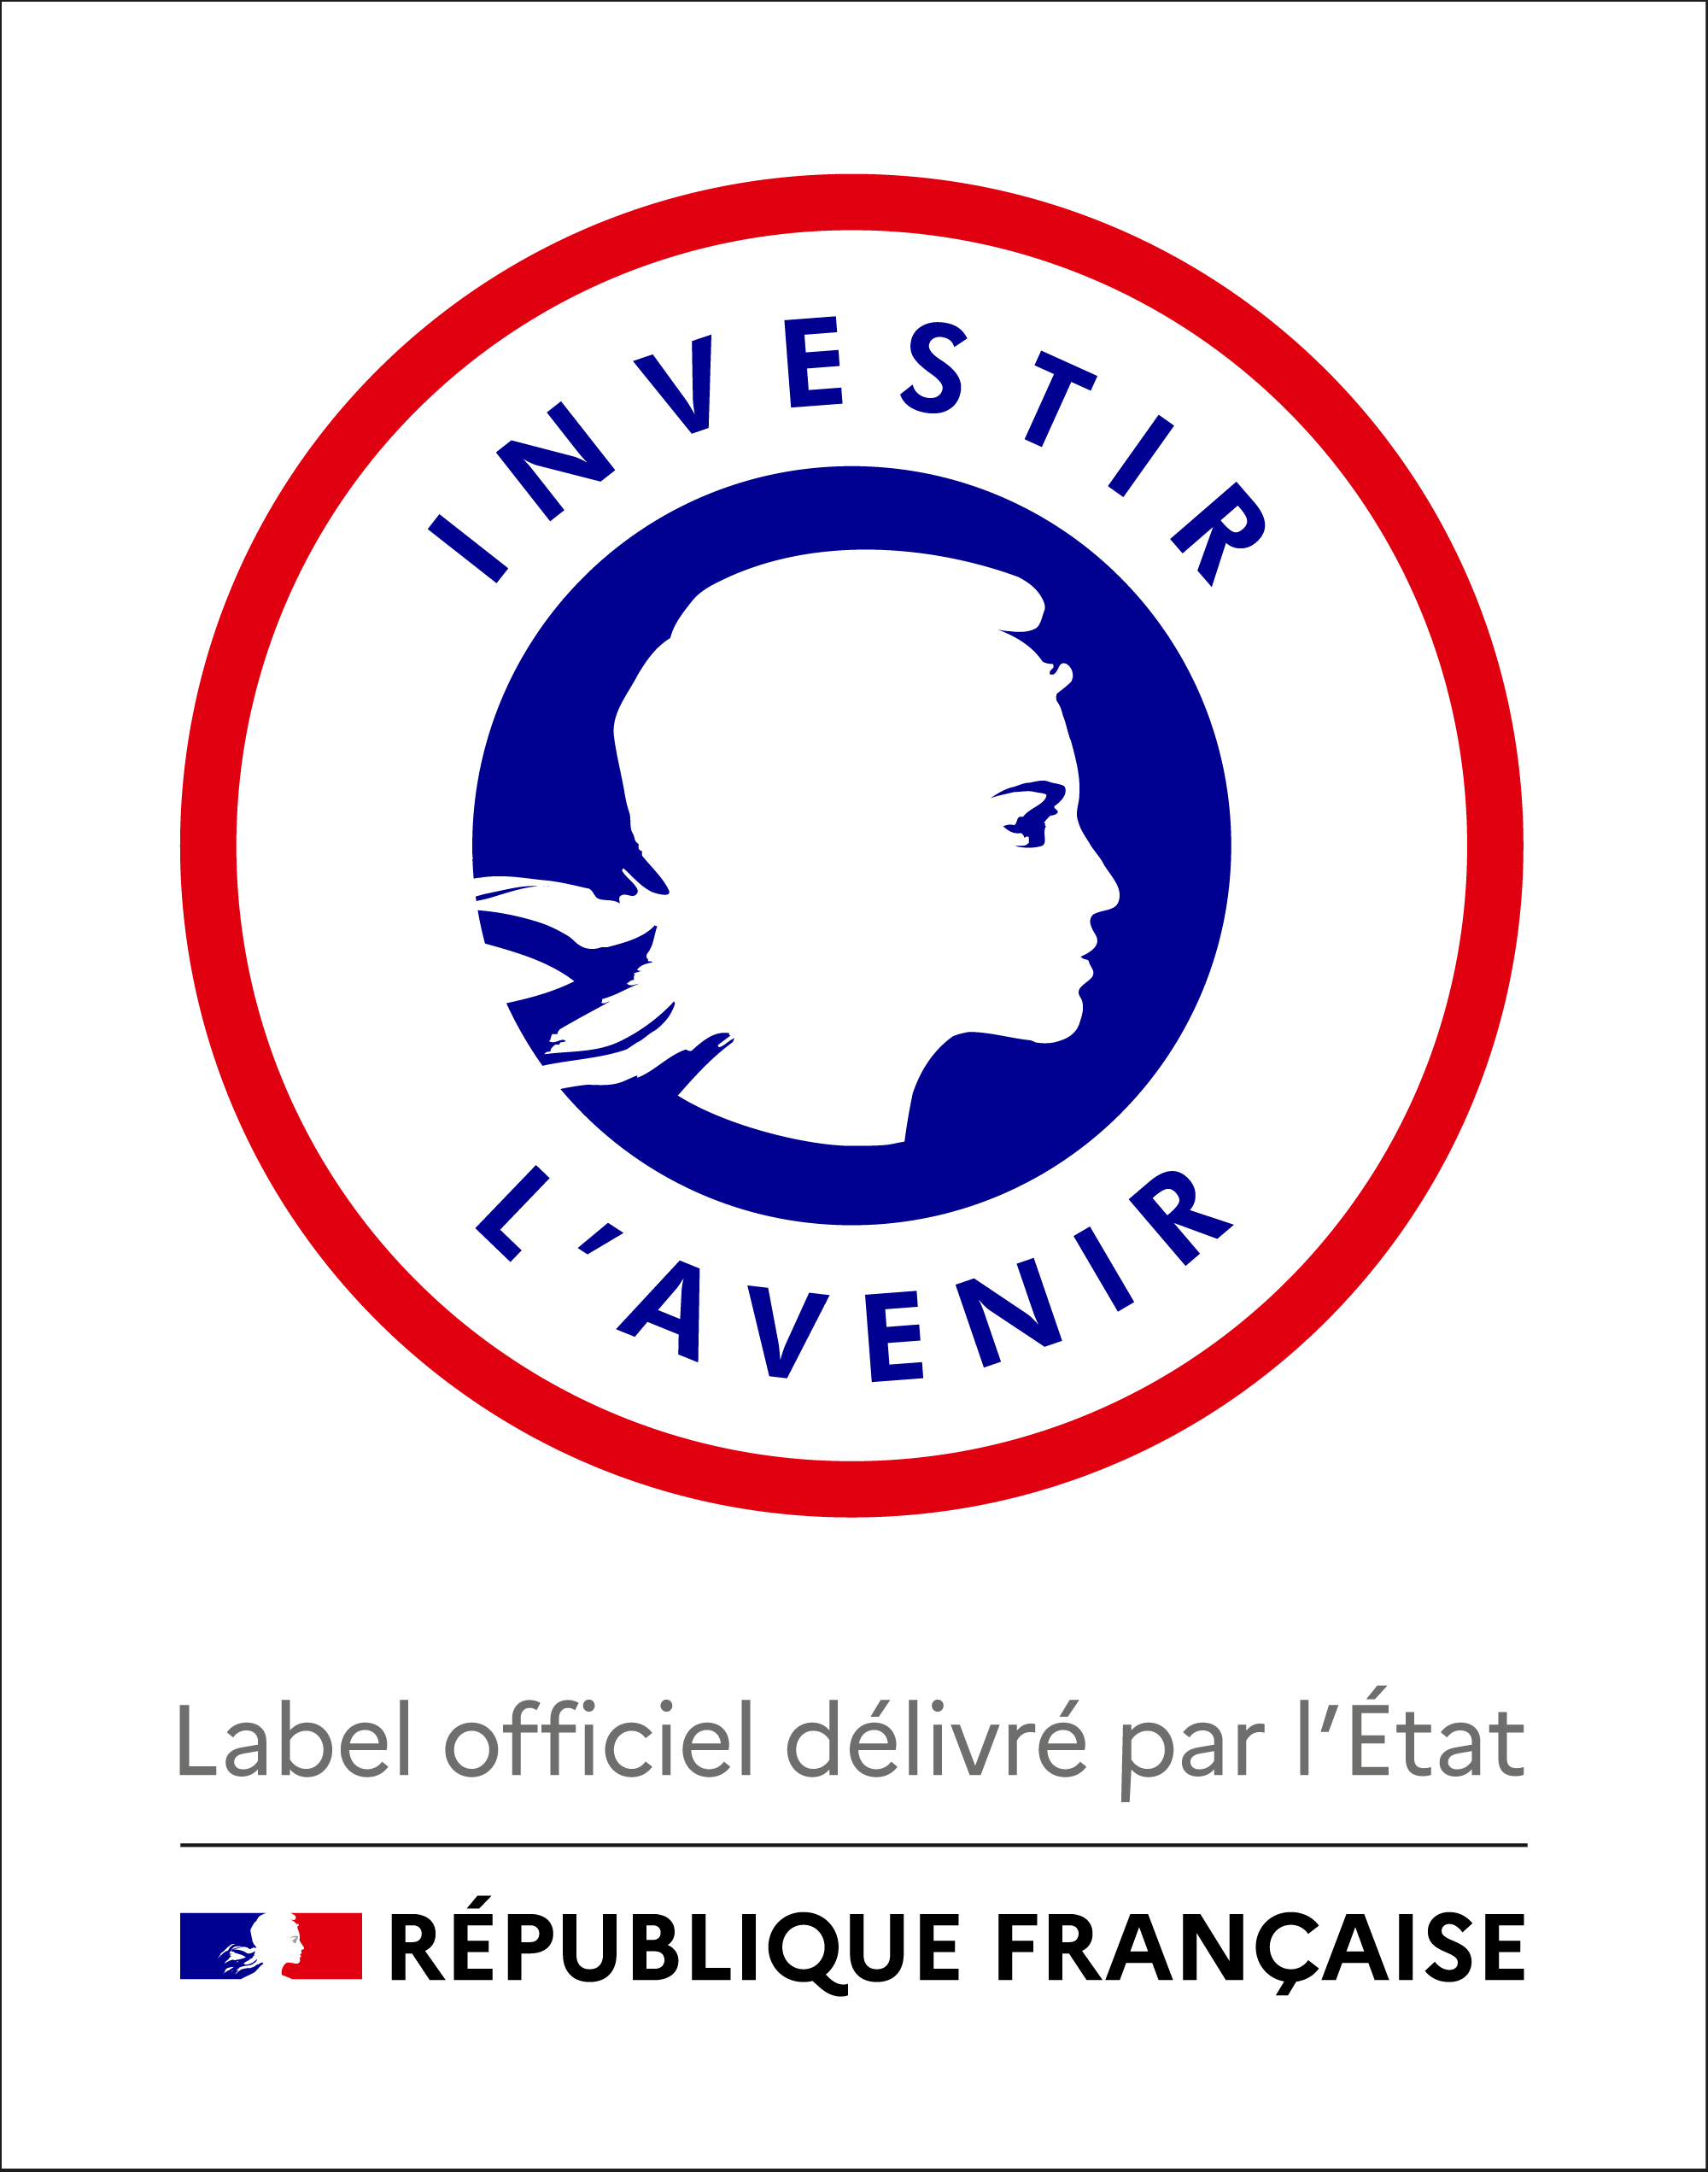 INVESTIR
L’AVENIR
Label officiel délivré par l’État
RÉPUBLIQUE FRANÇAISE